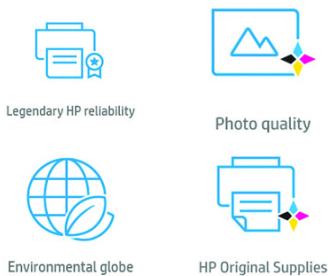 Legendary HP reliability
Photo quality
Environmental globe
HP Original Supplies